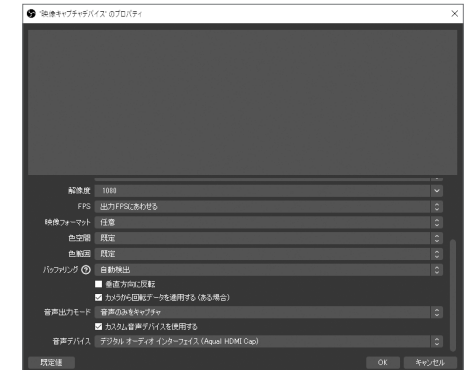 '映像キャプチャデバイス' のプロパティ
解像度 1080
FPS 出力FPSにあわせる
映像フォーマット 任意
色空間 既定
色範囲 既定
バッファリング ? 自動検出
垂直方向に反転
カメラから回転データを適用する (ある場合)
音声出力モード 音声のみをキャプチャ
カスタム音声デバイスを使用する
音声デバイス デジタル オーディオ インターフェイス (Aqual HDMI Cap)
既定値 OK キャンセル